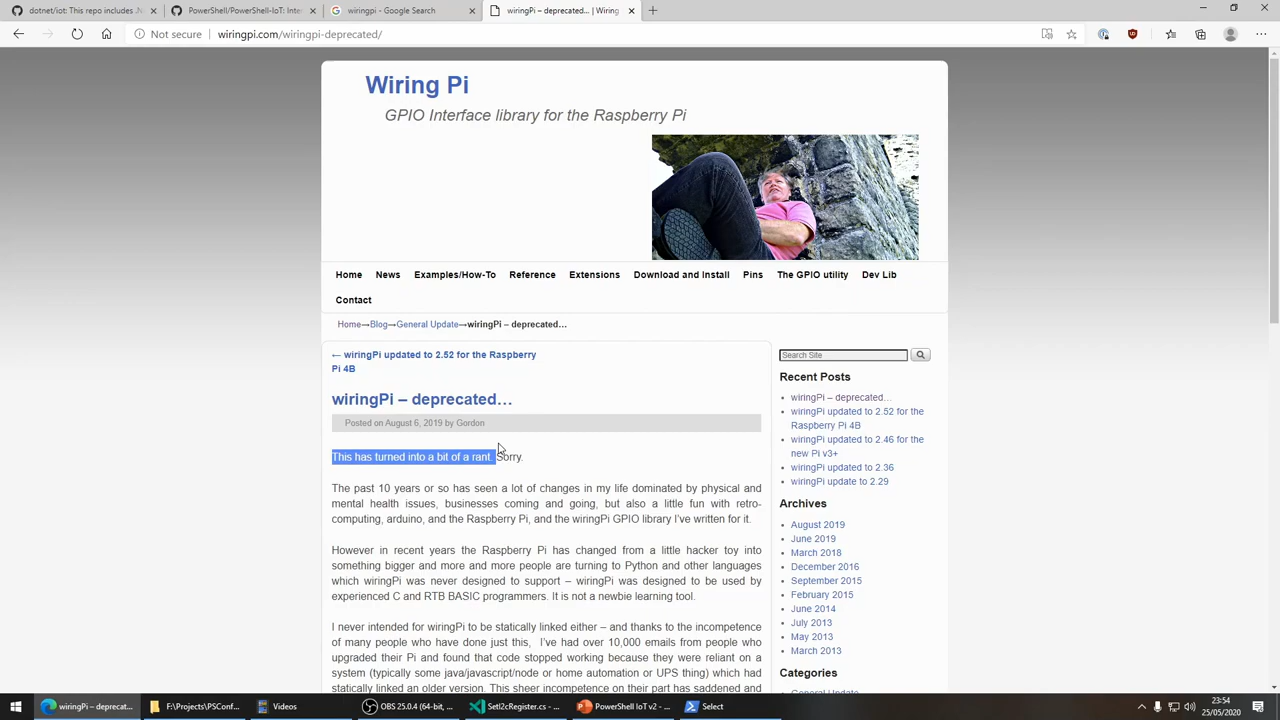 dotnet/iot: This repo includes .N
PowerShell/PowerShell-IoT: Inter
wiringpi - Google Search
wiringPi – deprecated… | Wiring
Not secure
wiringpi.com/wiringpi-deprecated/
Wiring Pi
GPIO Interface library for the Raspberry Pi
Home News Examples/How-To Reference Extensions Download and Install Pins The GPIO utility Dev Lib
Contact
Home→Blog→General Update→wiringPi – deprecated…
← wiringPi updated to 2.52 for the Raspberry
Pi 4B
wiringPi – deprecated…
Posted on August 6, 2019 by Gordon
This has turned into a bit of a rant. Sorry.
The past 10 years or so has seen a lot of changes in my life dominated by physical and
mental health issues, businesses coming and going, but also a little fun with retro-
computing, arduino, and the Raspberry Pi, and the wiringPi GPIO library I've written for it.
However in recent years the Raspberry Pi has changed from a little hacker toy into
something bigger and more and more people are turning to Python and other languages
which wiringPi was never designed to support – wiringPi was designed to be used by
experienced C and RTB BASIC programmers. It is not a newbie learning tool.
I never intended for wiringPi to be statically linked either – and thanks to the incompetence
of many people who have done just this, I've had over 10,000 emails from people who
upgraded their Pi and found that code stopped working because they were reliant on a
system (typically some java/javascript/node or home automation or UPS thing) which had
statically linked an older version. This sheer incompetence on their part has saddened and
Search Site
Recent Posts
wiringPi – deprecated…
wiringPi updated to 2.52 for the
Raspberry Pi 4B
wiringPi updated to 2.46 for the
new Pi v3+
wiringPi updated to 2.36
wiringPi update to 2.29
Archives
August 2019
June 2019
March 2018
December 2016
September 2015
February 2015
June 2014
July 2013
May 2013
March 2013
Categories
General Update
wiringPi – deprecat...
F:\Projects\PSConf...
Videos
OBS 25.0.4 (64-bit, ...
SetI2cRegister.cs - ...
PowerShell IoT v2 - ...
Select
23:54
25/05/2020